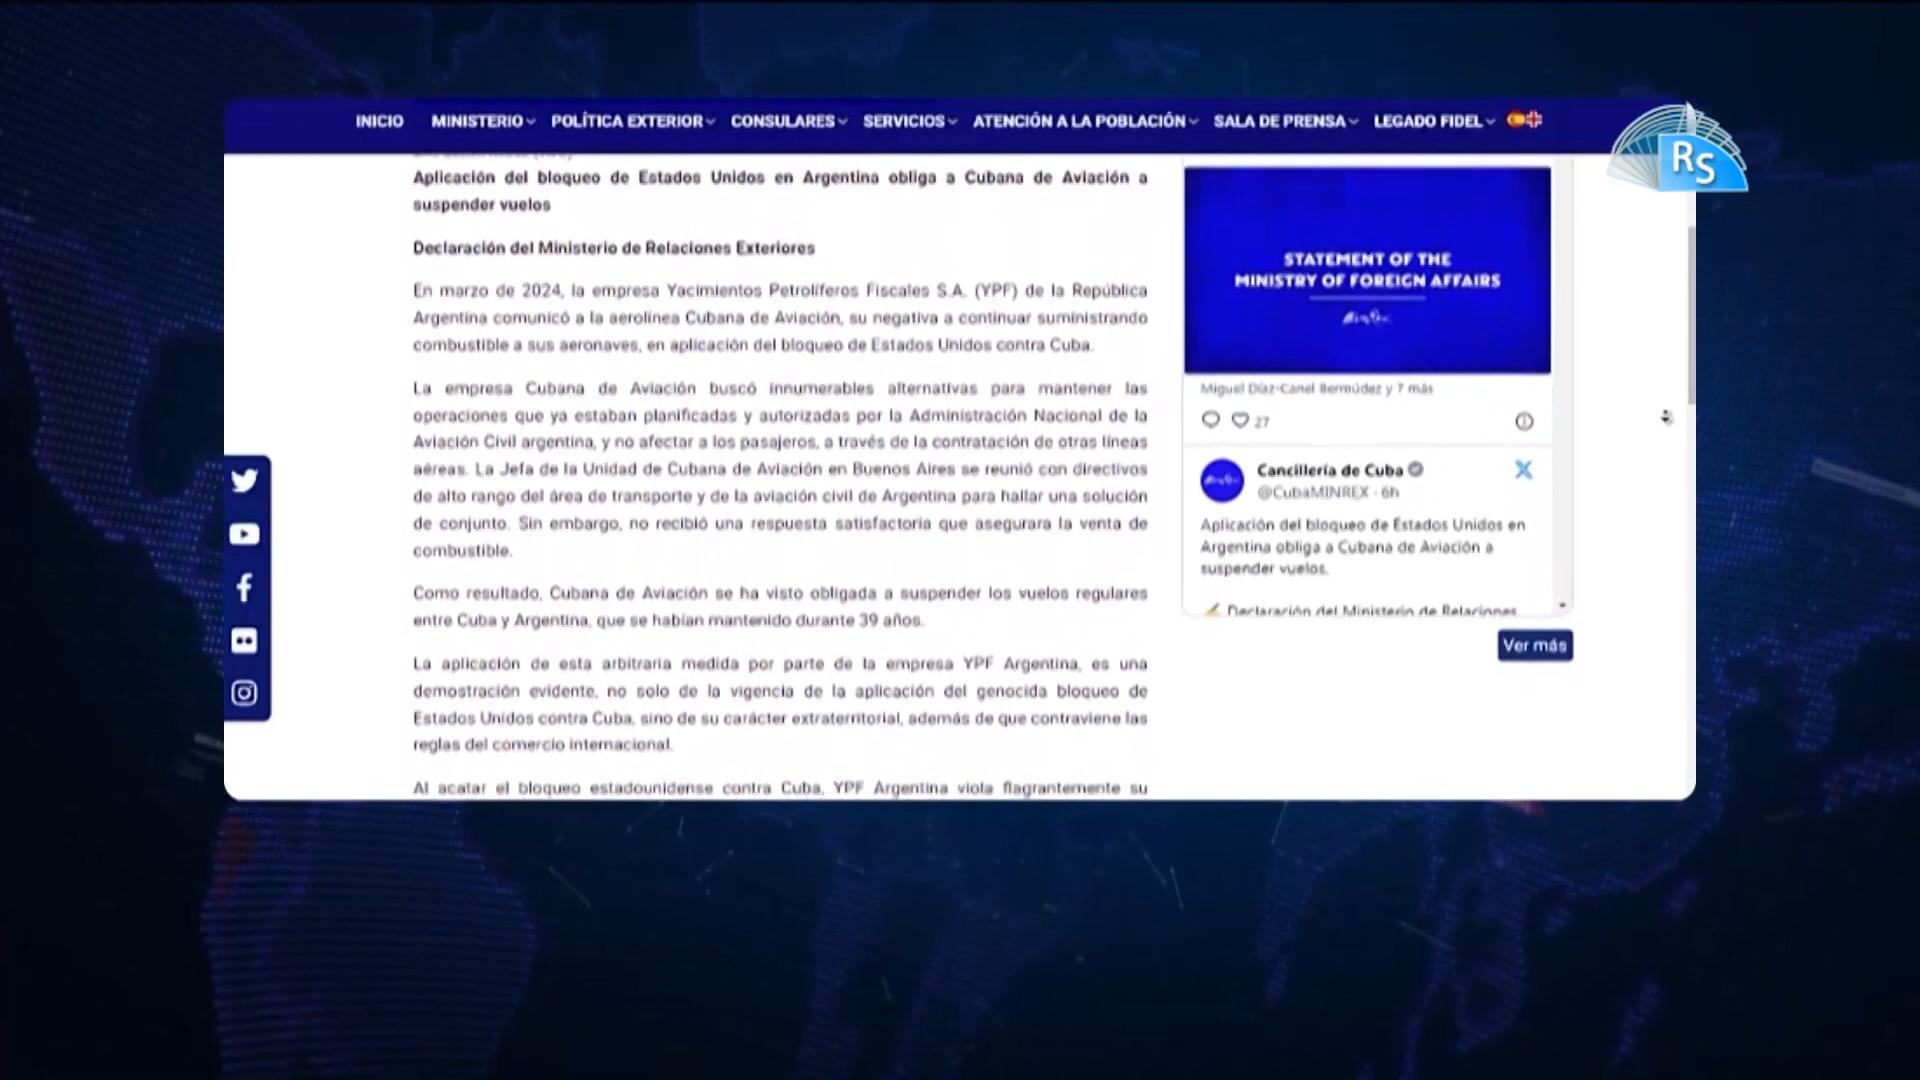 INICIO MINISTERIO POLÍTICA EXTERIOR CONSULARES SERVICIOS ATENCIÓN A LA POBLACIÓN SALA DE PRENSA LEGADO FIDEL
RS
Aplicación del bloqueo de Estados Unidos en Argentina obliga a Cubana de Aviación a
suspender vuelos
Declaración del Ministerio de Relaciones Exteriores
En marzo de 2024, la empresa Yacimientos Petrolíferos Fiscales S.A. (YPF) de la República
Argentina comunicó a la aerolínea Cubana de Aviación, su negativa a continuar suministrando
combustible a sus aeronaves, en aplicación del bloqueo de Estados Unidos contra Cuba.
La empresa Cubana de Aviación buscó innumerables alternativas para mantener las
operaciones que ya estaban planificadas y autorizadas por la Administración Nacional de la
Aviación Civil argentina, y no afectar a los pasajeros, a través de la contratación de otras líneas
aéreas. La Jefa de la Unidad de Cubana de Aviación en Buenos Aires se reunió con directivos
de alto rango del área de transporte y de la aviación civil de Argentina para hallar una solución
de conjunto. Sin embargo, no recibió una respuesta satisfactoria que asegurara la venta de
combustible.
Como resultado, Cubana de Aviación se ha visto obligada a suspender los vuelos regulares
entre Cuba y Argentina, que se habían mantenido durante 39 años.
La aplicación de esta arbitraria medida por parte de la empresa YPF Argentina, es una
demostración evidente, no solo de la vigencia de la aplicación del genocida bloqueo de
Estados Unidos contra Cuba, sino de su carácter extraterritorial, además de que contraviene las
reglas del comercio internacional.
Al acatar el bloqueo estadounidense contra Cuba, YPF Argentina viola flagrantemente su
STATEMENT OF THE
MINISTRY OF FOREIGN AFFAIRS
Miguel Díaz-Canel Bermúdez y 7 más
27
Cancillería de Cuba
@CubaMINREX · 6h
Aplicación del bloqueo de Estados Unidos en
Argentina obliga a Cubana de Aviación a
suspender vuelos.
Declaración del Ministerio de Relaciones
Ver más